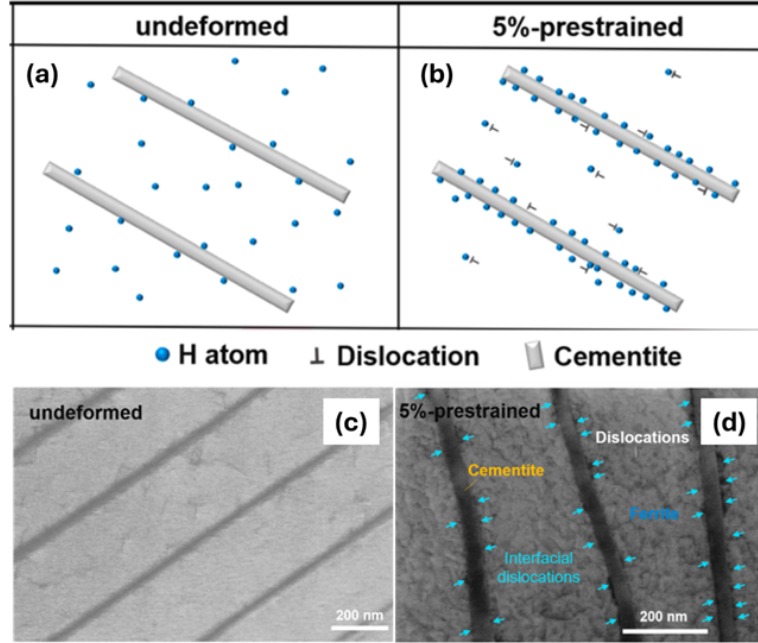 undeformed
5%-prestrained
(a)
(b)
H atom
⊥ Dislocation
Cementite
undeformed
(c)
200 nm
5%-prestrained
(d)
Dislocations
Cementite
Ferrite
Interfacial
dislocations
200 nm